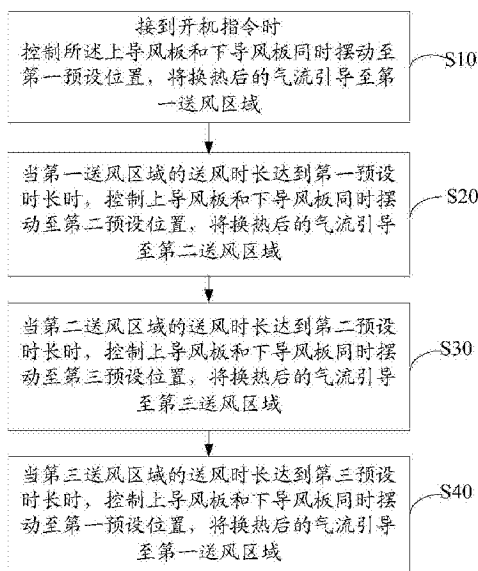 接到开机指令时
控制所述上导风板和下导风板同时摆动至
第一预设位置，将换热后的气流引导至第
一送风区域
S10
当第一送风区域的送风时长达到第一预设
时长时，控制上导风板和下导风板同时摆
动至第二预设位置，将换热后的气流引导
至第二送风区域
S20
当第二送风区域的送风时长达到第二预设
时长时，控制上导风板和下导风板同时摆
动至第三预设位置，将换热后的气流引导
至第三送风区域
S30
当第三送风区域的送风时长达到第三预设
时长时，控制上导风板和下导风板同时摆
动至第一预设位置，将换热后的气流引导
至第一送风区域
S40